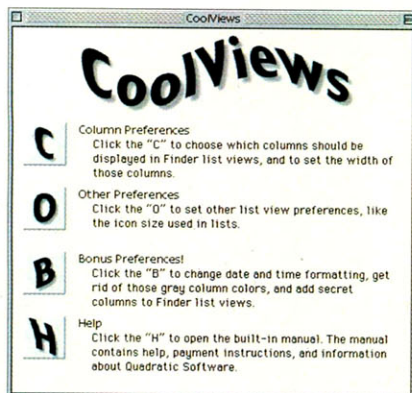 CoolViews
CoolViews
C
Column Preferences
Click the "C" to choose which columns should be
displayed in Finder list views, and to set the width of
those columns.
O
Other Preferences
Click the "O" to set other list view preferences, like
the icon size used in lists.
B
Bonus Preferences!
Click the "B" to change date and time formatting, get
rid of those gray column colors, and add secret
columns to Finder list views.
H
Help
Click the "H" to open the built-in manual. The manual
contains help, payment instructions, and information
about Quadratic Software.